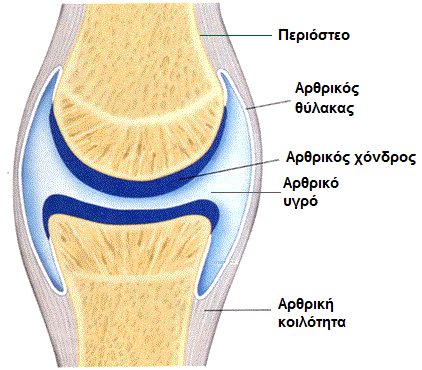 Περιόστεο
Αρθρικός
θύλακας
Αρθρικός χόνδρος
Αρθρικό
υγρό
Αρθρική
κοιλότητα